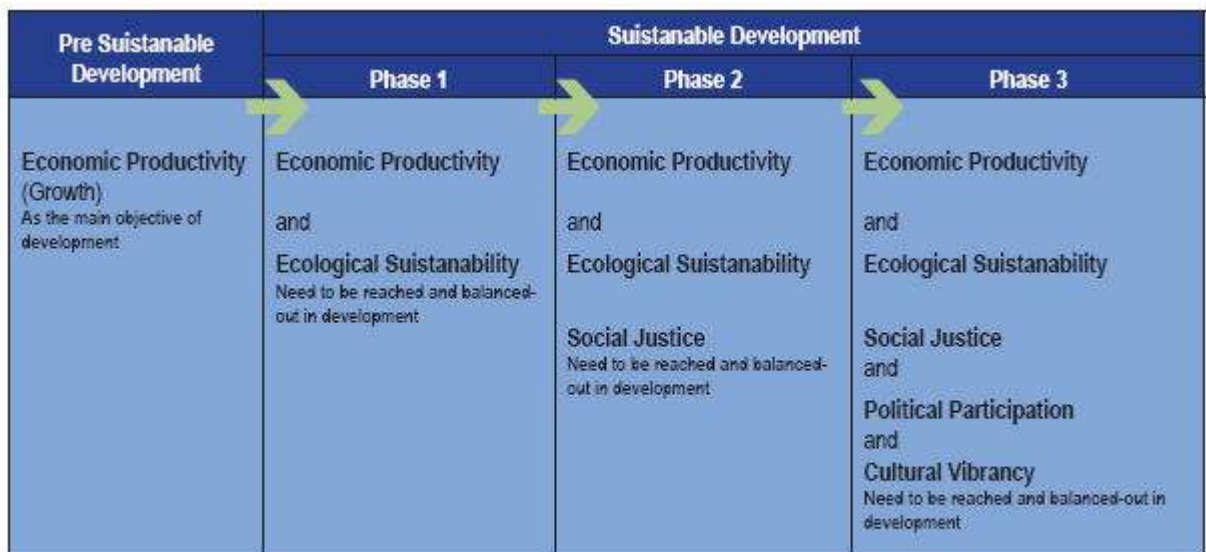 Pre Suistanable
Development
Suistanable Development
Phase 1
Phase 2
Phase 3
Economic Productivity
(Growth)
As the main objective of
development
Economic Productivity
and
Ecological Suistanability
Need to be reached and balanced-
out in development
Economic Productivity
and
Ecological Suistanability
Social Justice
Need to be reached and balanced-
out in development
Economic Productivity
and
Ecological Suistanability
Social Justice
and
Political Participation
and
Cultural Vibrancy
Need to be reached and balanced-out in
development